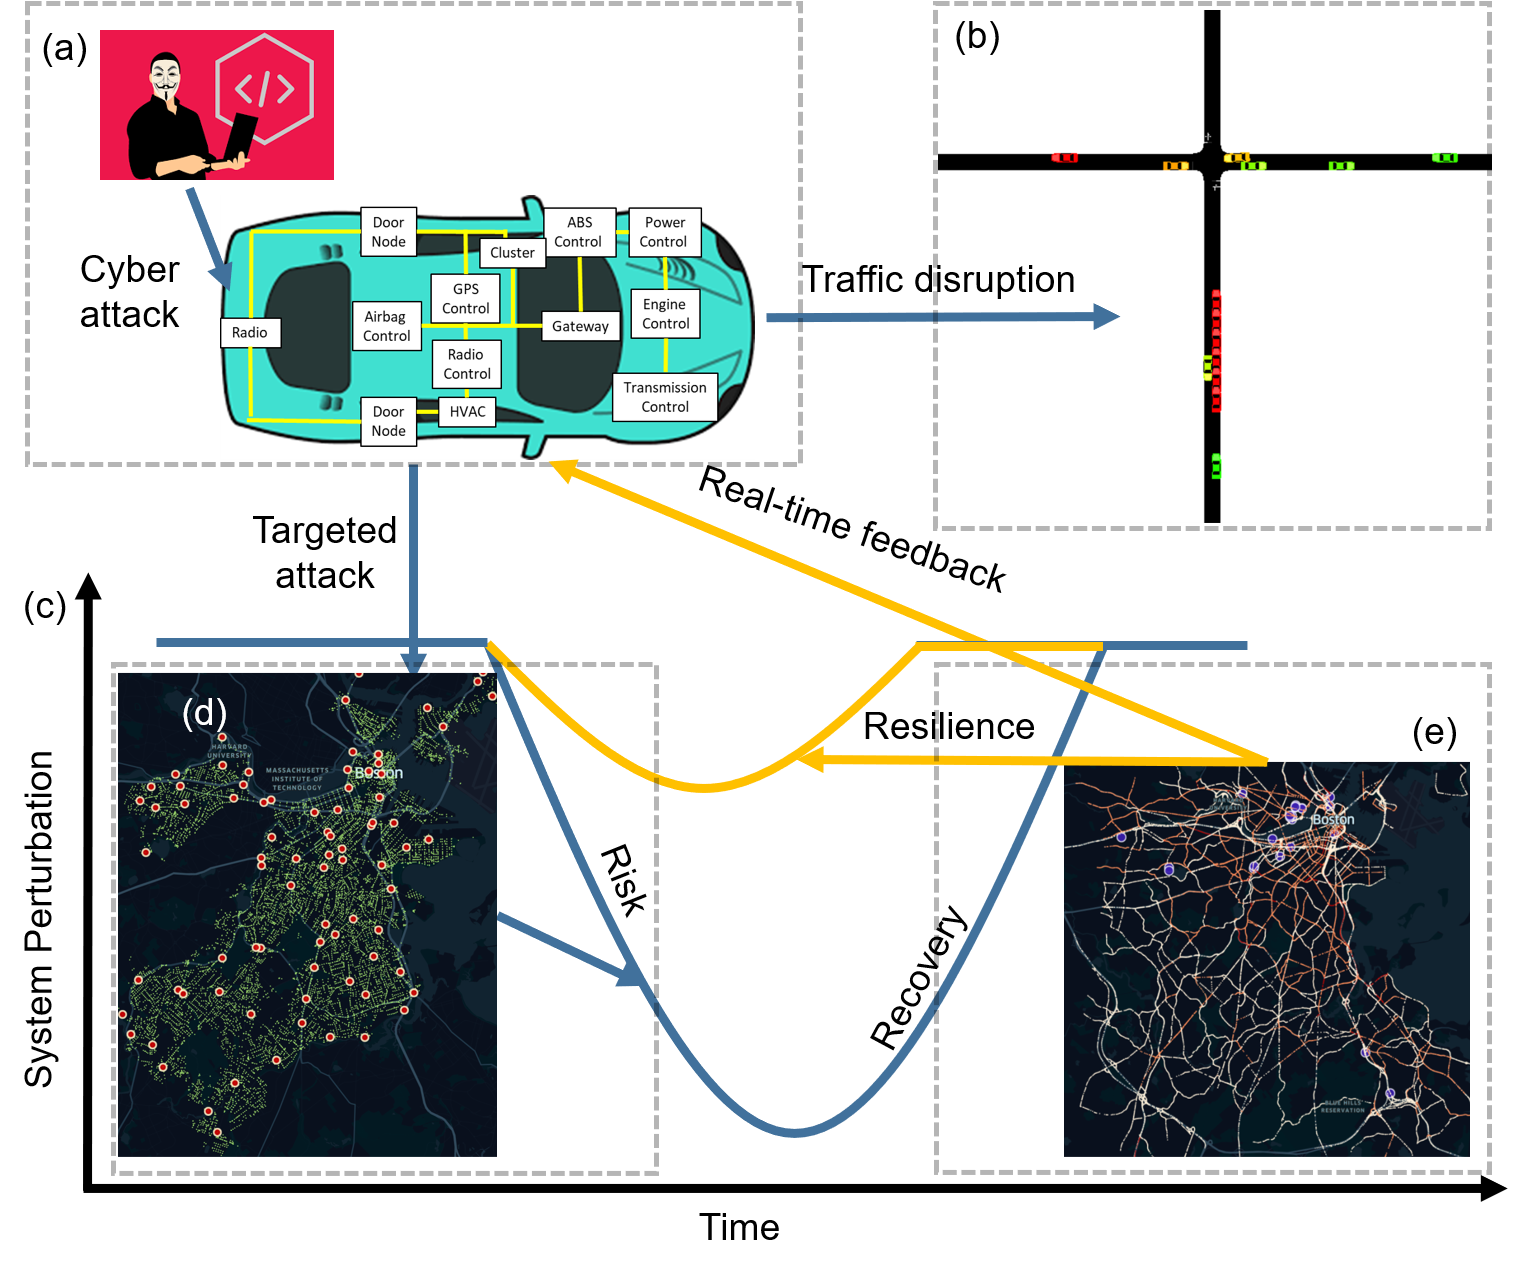 (a)
</>
Cyber
attack
Door
Node
Cluster
ABS
Control
Power
Control
GPS
Control
Airbag
Control
Radio
Gateway
Engine
Control
Radio
Control
Transmission
Control
Door
Node
HVAC
Traffic disruption
(b)
Targeted
attack
Real-time feedback
(c)
System Perturbation
(d)
HARVARD
UNIVERSITY
MASSACHUSETTS
INSTITUTE OF
TECHNOLOGY
Boston
Risk
Recovery
Resilience
(e)
Boston
BLUE HILLS
RESERVATION
Time